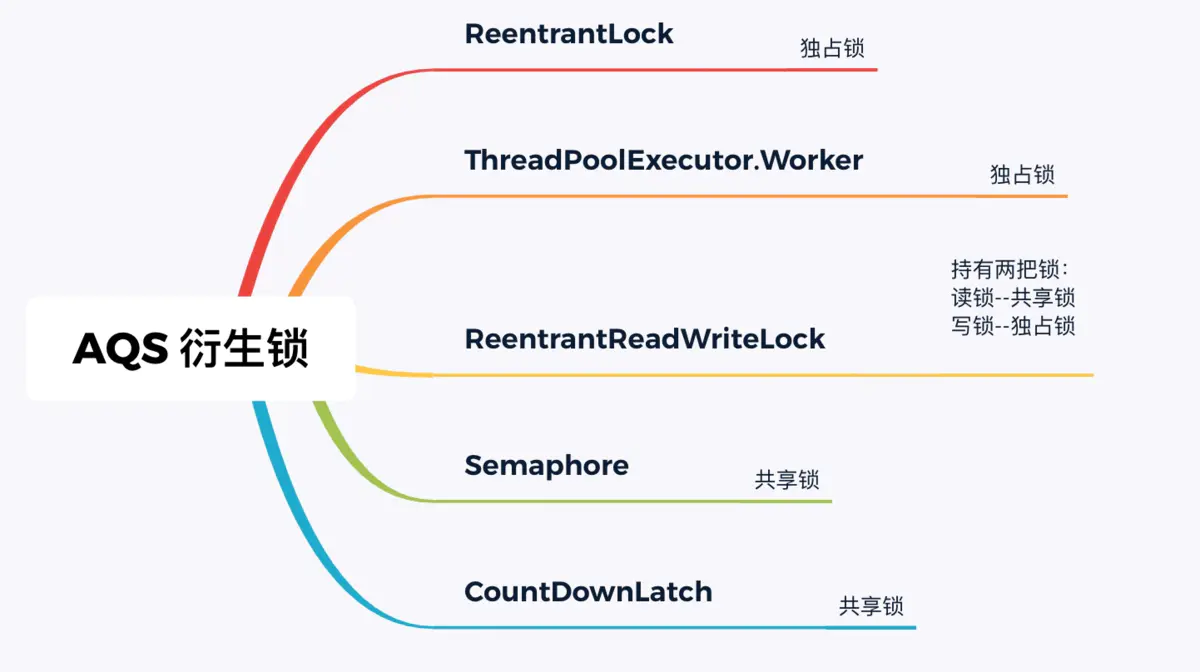 ReentrantLock
独占锁
ThreadPoolExecutor.Worker
独占锁
持有两把锁：
读锁--共享锁
写锁--独占锁
AQS 衍生锁
ReentrantReadWriteLock
Semaphore
共享锁
CountDownLatch
共享锁